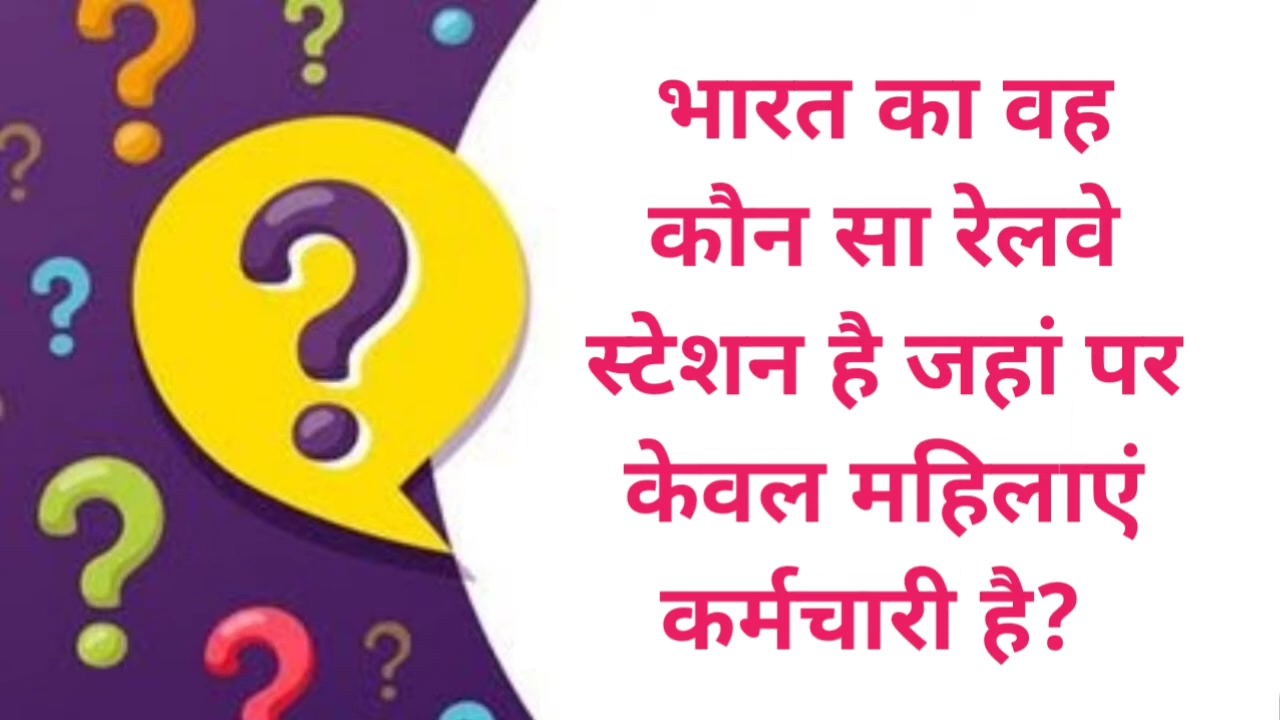 भारत का वह
कौन सा रेलवे
स्टेशन है जहां पर
केवल महिलाएं
कर्मचारी है?